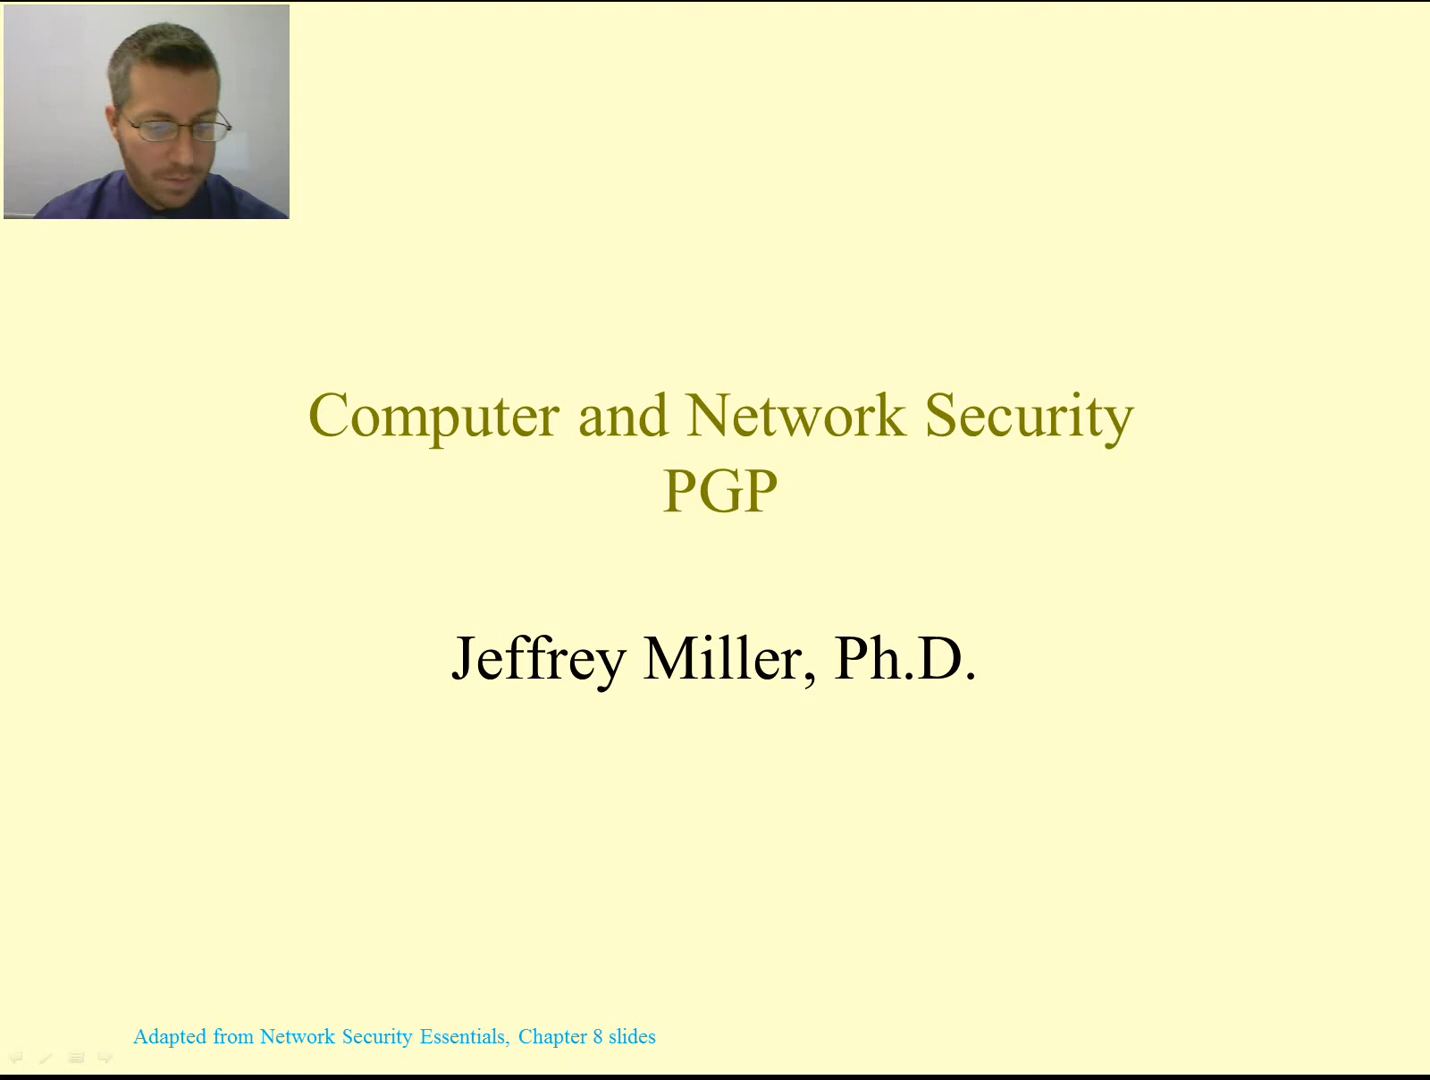 Computer and Network Security
PGP
Jeffrey Miller, Ph.D.
Adapted from Network Security Essentials, Chapter 8 slides